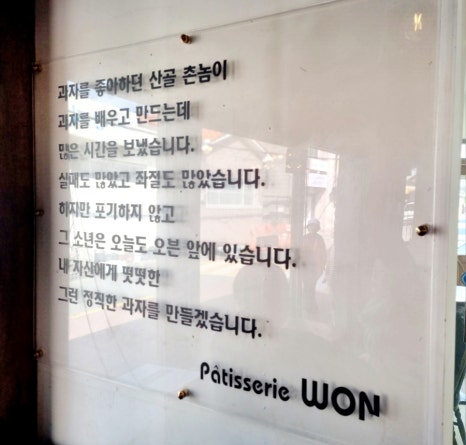 과자를 좋아하던 산골 촌놈이
과자를 배우고 만드는데
많은 시간을 보냈습니다.
실패도 많았고 좌절도 많았습니다.
하지만 포기하지 않고
그 소년은 오늘도 오븐 앞에 있습니다.
내 자신에게 떳떳한
그런 정직한 과자를 만들겠습니다.
Pâtisserie WON